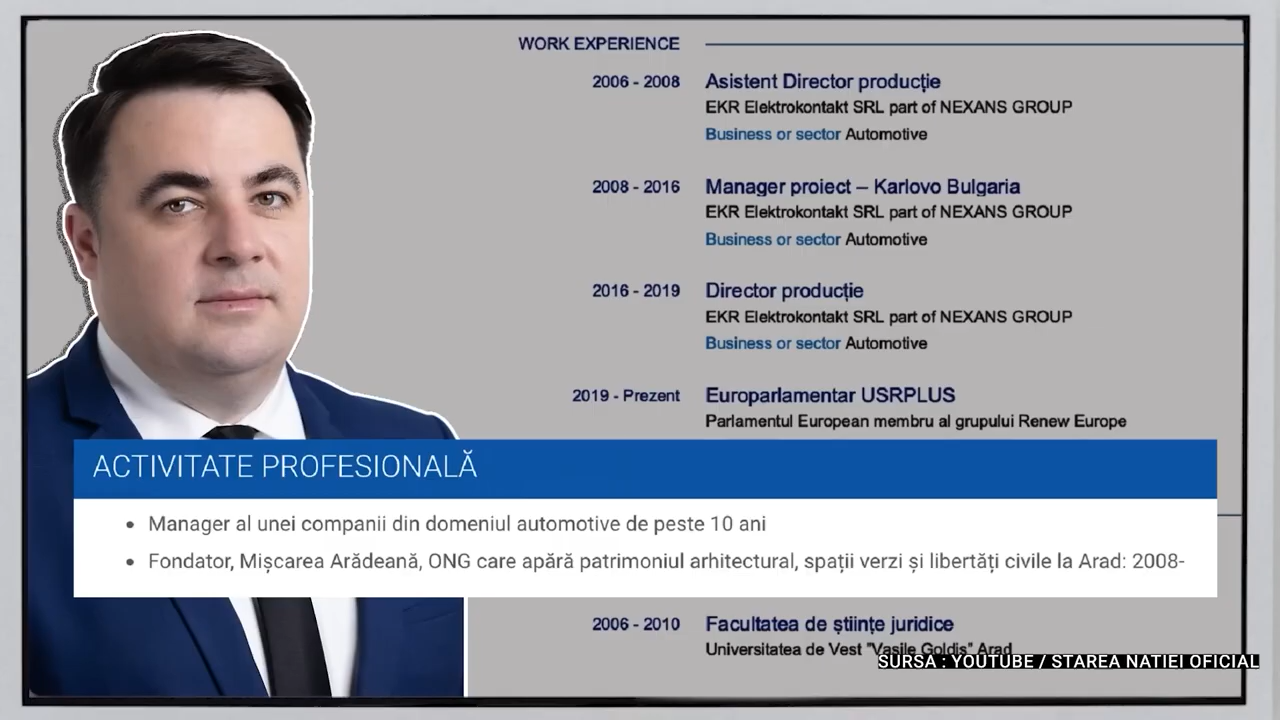 WORK EXPERIENCE
2006 - 2008 Asistent Director producție
EKR Elektrokontakt SRL part of NEXANS GROUP
Business or sector Automotive
2008 - 2016 Manager proiect – Karlovo Bulgaria
EKR Elektrokontakt SRL part of NEXANS GROUP
Business or sector Automotive
2016 - 2019 Director producție
EKR Elektrokontakt SRL part of NEXANS GROUP
Business or sector Automotive
2019 - Prezent Europarlamentar USRPLUS
Parlamentul European membru al grupului Renew Europe
ACTIVITATE PROFESIONALĂ
• Manager al unei companii din domeniul automotive de peste 10 ani
• Fondator, Mișcarea Arădeană, ONG care apără patrimoniul arhitectural, spații verzi și libertăți civile la Arad: 2008-
2006 - 2010 Facultatea de științe juridice
Universitatea de Vest "Vasile Goldiș" Arad
SURSA : YOUTUBE / STAREA NATIEI OFICIAL